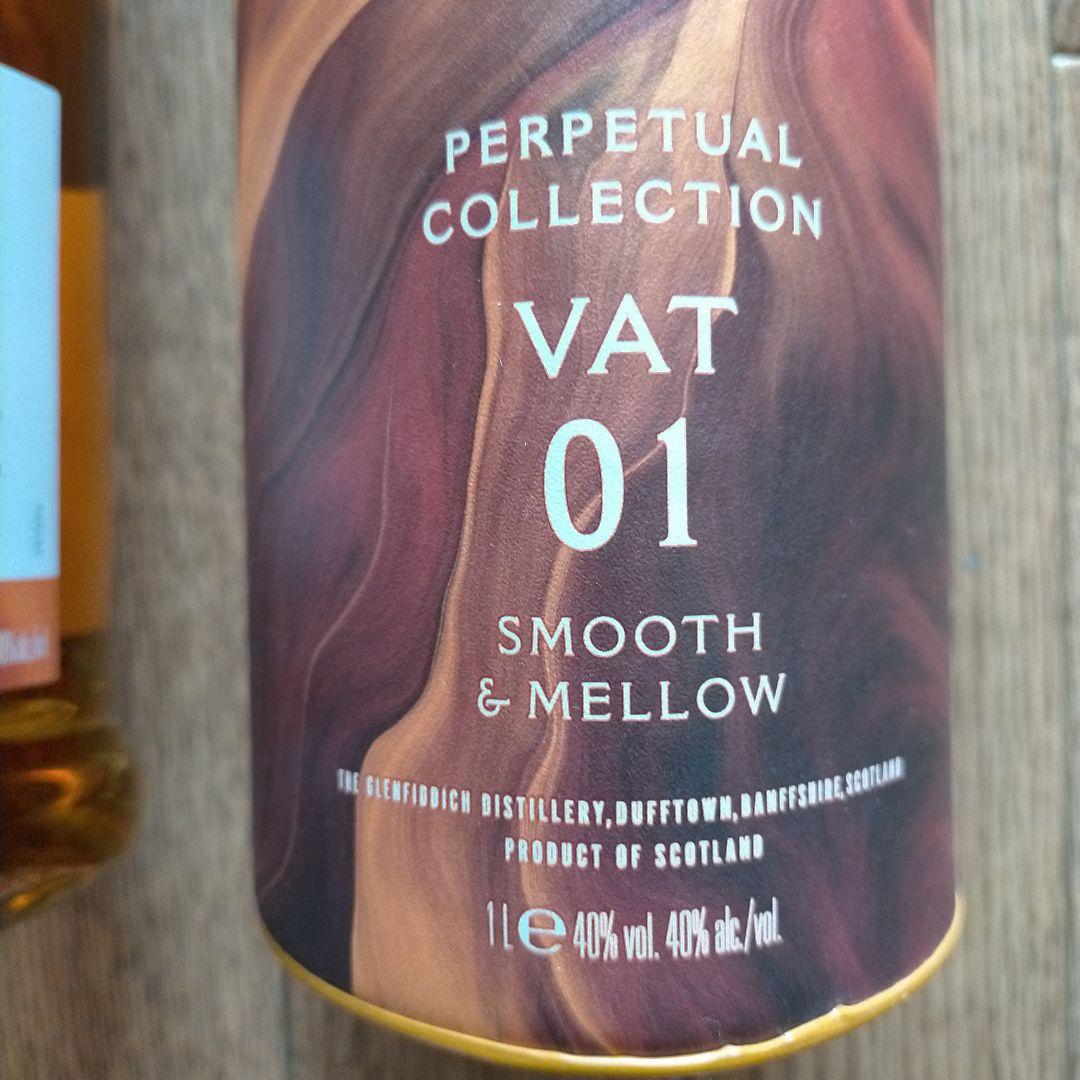 PERPETUAL
COLLECTION
VAT
01
SMOOTH
& MELLOW
THE GLENFIDDICH DISTILLERY, DUFFTOWN, BANFFSHIRE, SCOTLAND
PRODUCT OF SCOTLAND
1 L e 40% vol. 40% alc./vol.